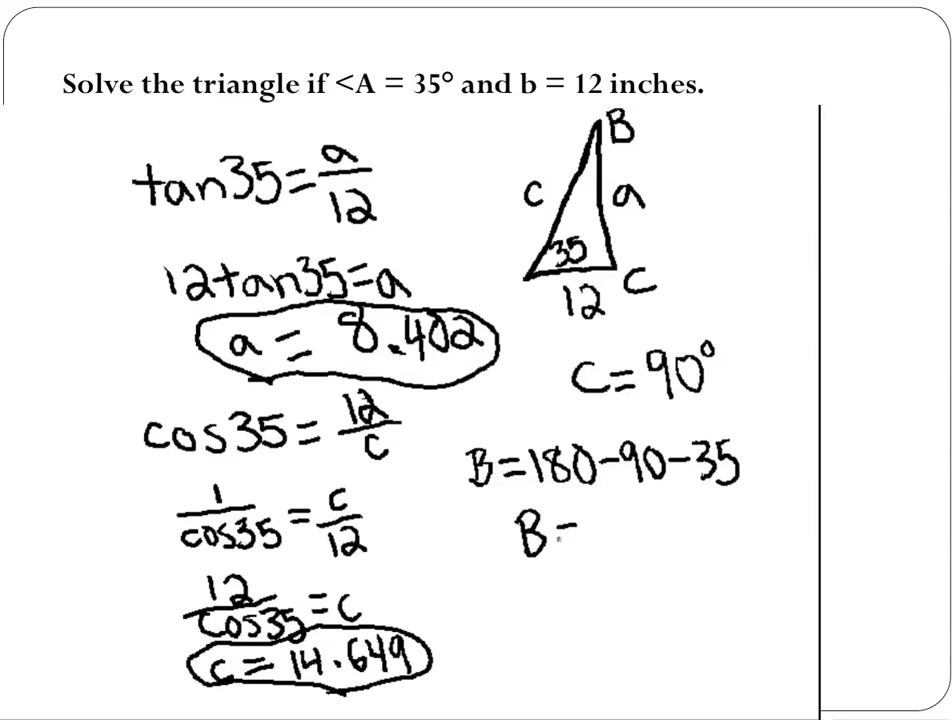 Solve the triangle if <A = 35° and b = 12 inches.
tan35=a/12
12tan35=a
a = 8.402
cos35=12/c
1/cos35=c/12
12/cos35=c
c = 14.649
B
c
a
35
12
C
C=90°
B=180-90-35
B=